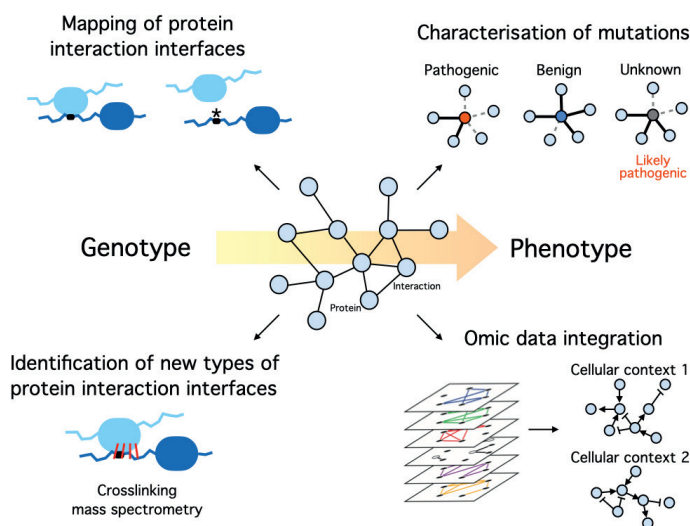 Mapping of protein
interaction interfaces
*
Characterisation of mutations
Pathogenic
Benign
Unknown
Likely
pathogenic
Genotype
Phenotype
Interaction
Protein
Identification of new types of
protein interaction interfaces
Crosslinking
mass spectrometry
Omic data integration
Cellular context 1
Cellular context 2